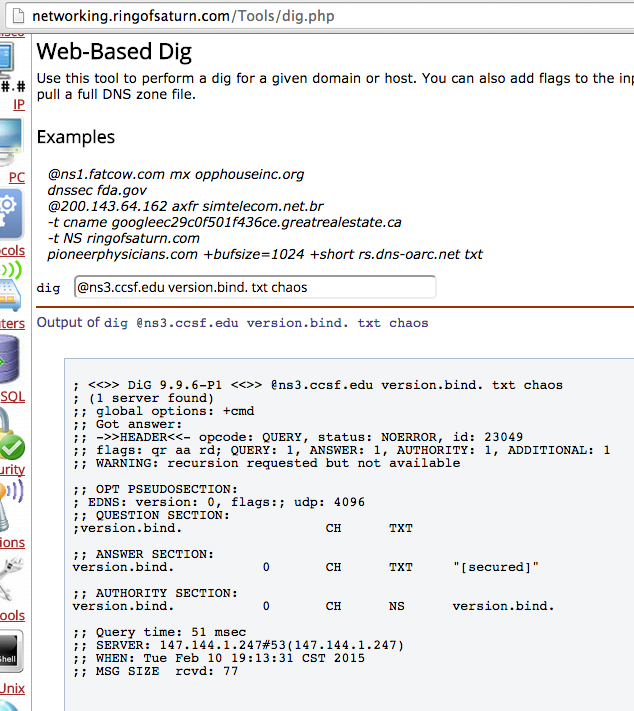 networking.ringofsaturn.com/Tools/dig.php
#.#
IP
PC
cols
ters
SQL
urity
ions
ools
hell
Unix
Web-Based Dig
Use this tool to perform a dig for a given domain or host. You can also add flags to the inp
pull a full DNS zone file.
Examples
@ns1.fatcow.com mx opphouseinc.org
dnssec fda.gov
@200.143.64.162 axfr simtelecom.net.br
-t cname googleec29c0f501f436ce.greatrealestate.ca
-t NS ringofsaturn.com
pioneerphysicians.com +bufsize=1024 +short rs.dns-oarc.net txt
dig @ns3.ccsf.edu version.bind. txt chaos
Output of dig @ns3.ccsf.edu version.bind. txt chaos
; <<>> DiG 9.9.6-P1 <<>> @ns3.ccsf.edu version.bind. txt chaos
; (1 server found)
;; global options: +cmd
;; Got answer:
;; ->>HEADER<<- opcode: QUERY, status: NOERROR, id: 23049
;; flags: qr aa rd; QUERY: 1, ANSWER: 1, AUTHORITY: 1, ADDITIONAL: 1
;; WARNING: recursion requested but not available
;; OPT PSEUDOSECTION:
; EDNS: version: 0, flags:; udp: 4096
;; QUESTION SECTION:
;version.bind. CH TXT
;; ANSWER SECTION:
version.bind. 0 CH TXT "[secured]"
;; AUTHORITY SECTION:
version.bind. 0 CH NS version.bind.
;; Query time: 51 msec
;; SERVER: 147.144.1.247#53(147.144.1.247)
;; WHEN: Tue Feb 10 19:13:31 CST 2015
;; MSG SIZE rcvd: 77